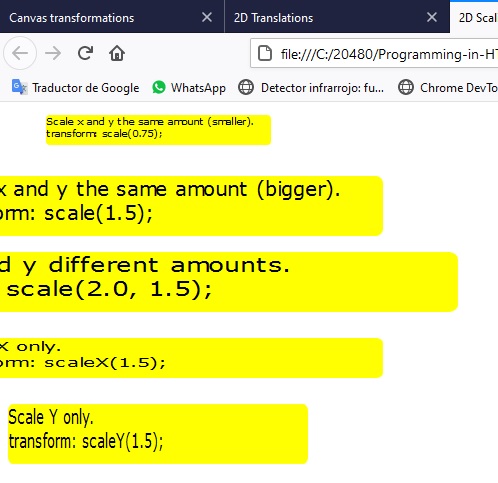 Canvas transformations
2D Translations
2D Scal
file:///C:/20480/Programming-in-HT
Traductor de Google
WhatsApp
Detector infrarrojo: fu...
Chrome DevTo
Scale x and y the same amount (smaller).
transform: scale(0.75);
x and y the same amount (bigger).
orm: scale(1.5);
d y different amounts.
scale(2.0, 1.5);
X only.
orm: scaleX(1.5);
Scale Y only.
transform: scaleY(1.5);